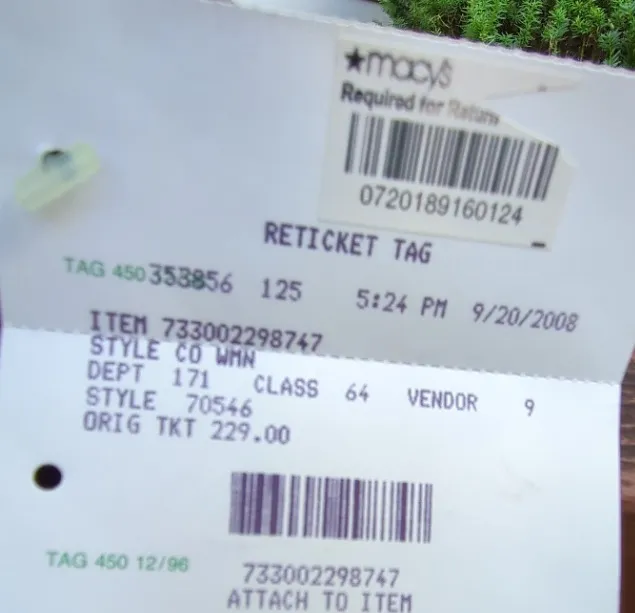 ★macy's
Required for Return
0720189160124
RETICKET TAG
TAG 450 353856 125 5:24 PM 9/20/2008
ITEM 733002298747
STYLE CO WMN
DEPT 171 CLASS 64 VENDOR 9
STYLE 70546
ORIG TKT 229.00
TAG 450 12/96
733002298747
ATTACH TO ITEM